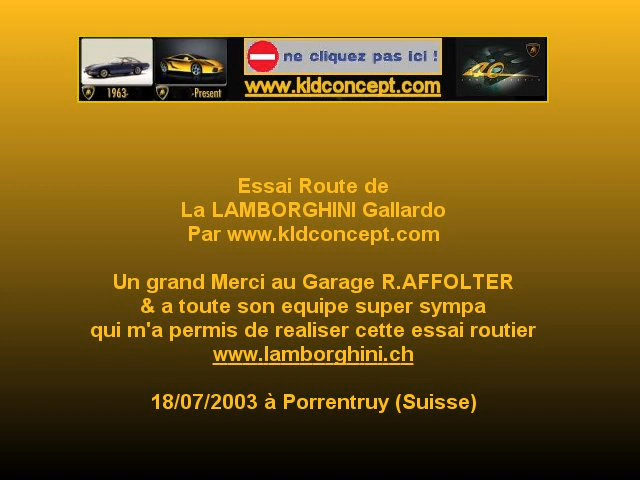 ne cliquez pas ici !
www.kldconcept.com
1963-
-Present
40
Essai Route de
La LAMBORGHINI Gallardo
Par www.kldconcept.com
Un grand Merci au Garage R.AFFOLTER
& a toute son equipe super sympa
qui m'a permis de realiser cette essai routier
www.lamborghini.ch
18/07/2003 à Porrentruy (Suisse)